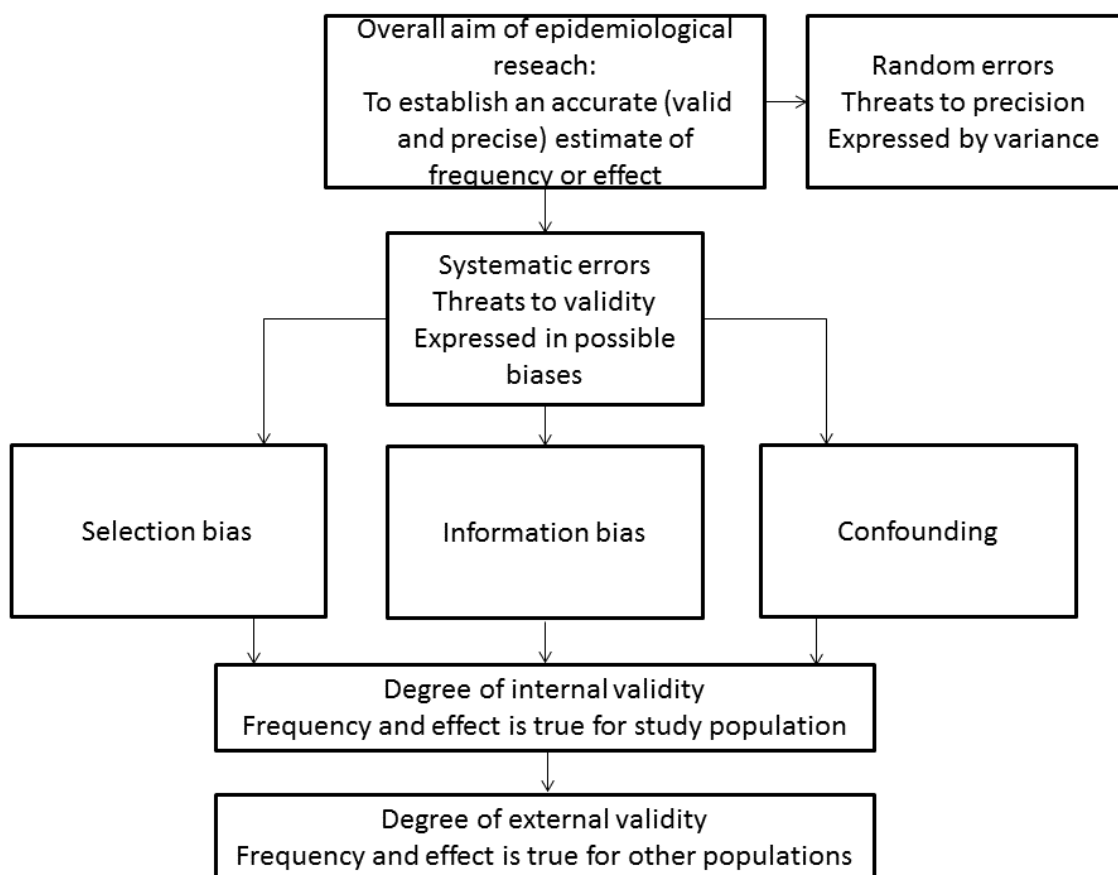 Overall aim of epidemiological
reseach:
To establish an accurate (valid
and precise) estimate of
frequency or effect
Random errors
Threats to precision
Expressed by variance
Systematic errors
Threats to validity
Expressed in possible
biases
Selection bias
Information bias
Confounding
Degree of internal validity
Frequency and effect is true for study population
Degree of external validity
Frequency and effect is true for other populations